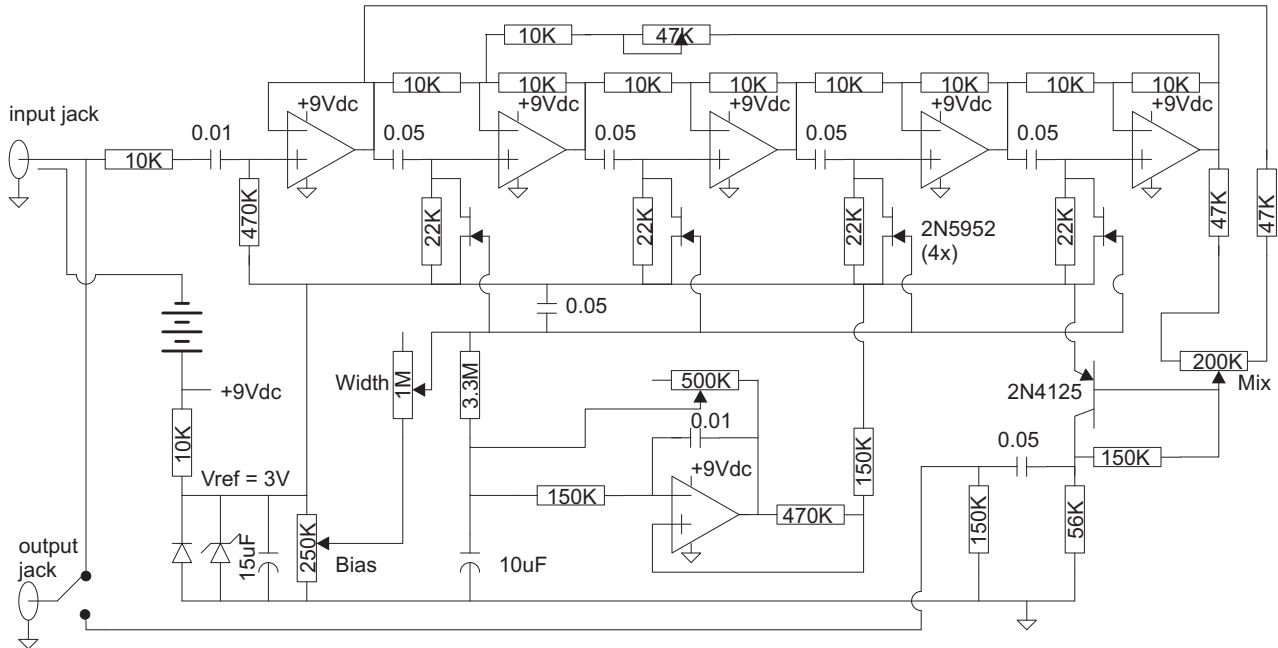 10K
47K
10K
10K
10K
10K
10K
10K
10K
10K
+9Vdc
+9Vdc
+9Vdc
+9Vdc
+9Vdc
input jack
0.01
0.05
0.05
0.05
0.05
10K
470K
22K
22K
22K
22K
2N5952
(4x)
47K
47K
0.05
+9Vdc
Width
1M
3.3M
500K
200K
Mix
2N4125
0.01
10K
+9Vdc
0.05
150K
150K
Vref = 3V
150K
470K
150K
56K
output
jack
15uF
250K
Bias
10uF